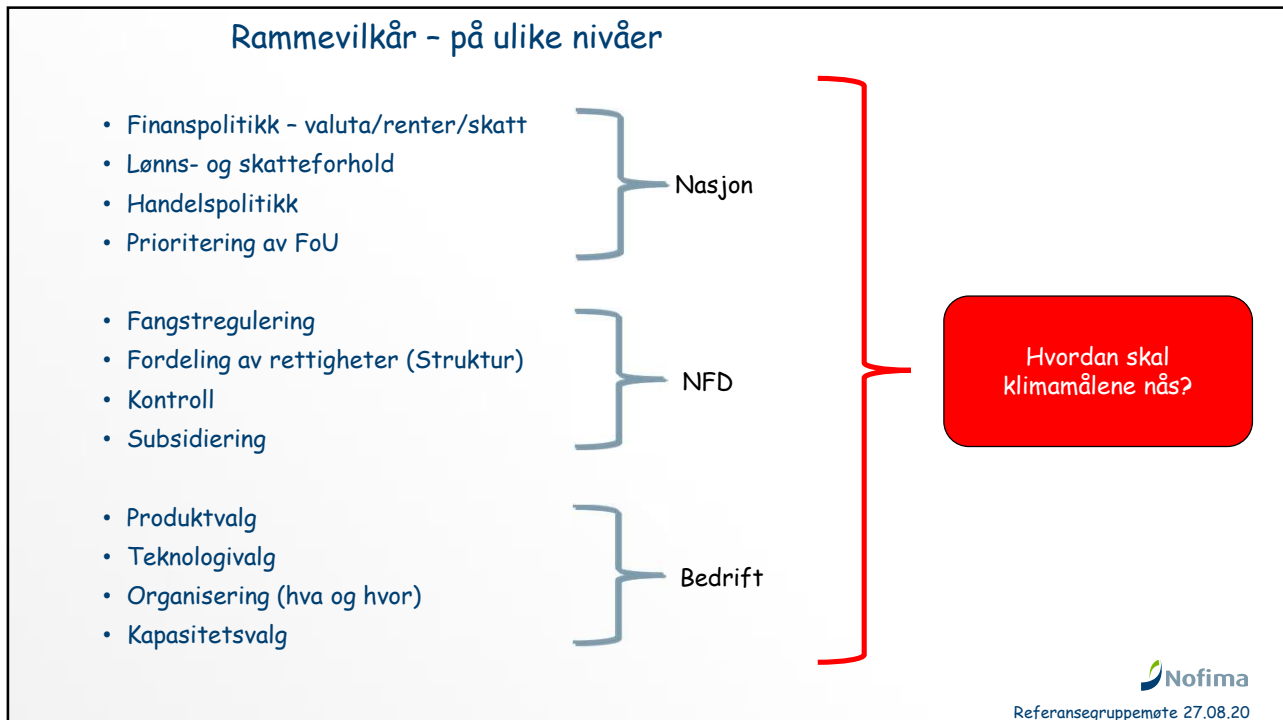 Rammevilkår – på ulike nivåer
• Finanspolitikk – valuta/renter/skatt
• Lønns- og skatteforhold
• Handelspolitikk
• Prioritering av FoU
Nasjon
• Fangstregulering
• Fordeling av rettigheter (Struktur)
• Kontroll
• Subsidiering
NFD
• Produktvalg
• Teknologivalg
• Organisering (hva og hvor)
• Kapasitetsvalg
Bedrift
Hvordan skal
klimamålene nås?
Nofima
Referansegruppemøte 27.08.20